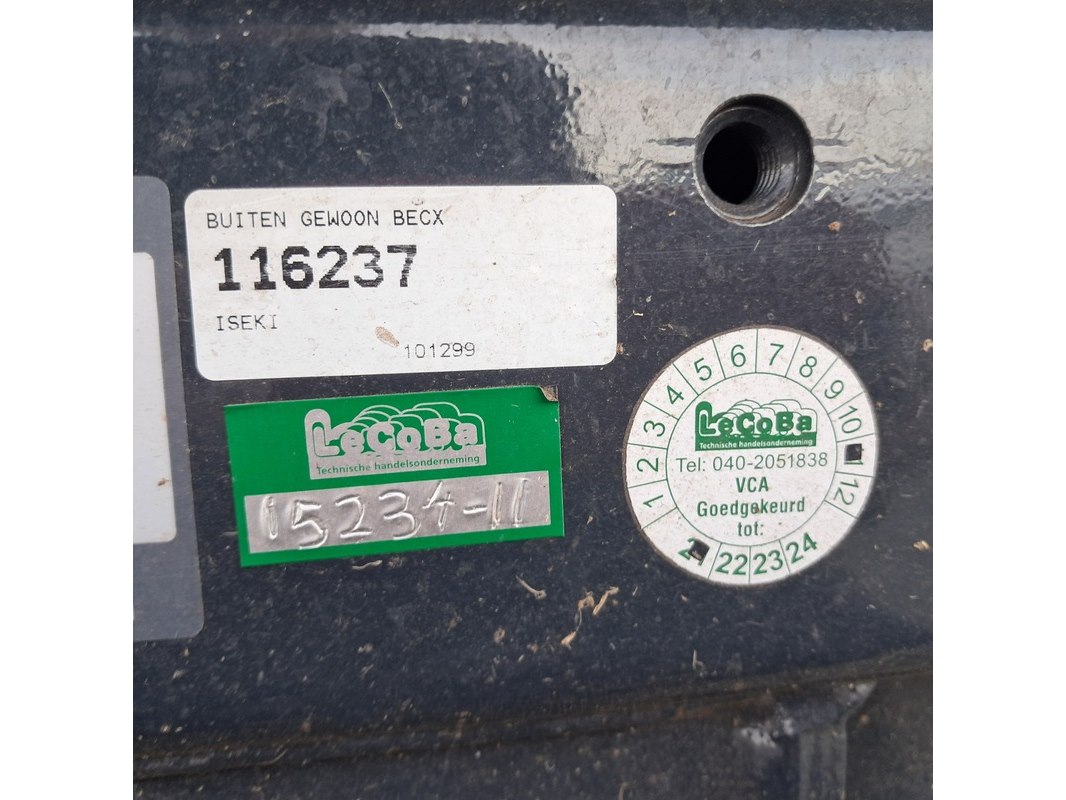 BUITEN GEWOON BECX
116237
ISEKI
101299
LeCoBa
Technische handelsonderneming
15234-11
1 2 3 4 5 6 7 8 9 10 12
LeCoBa
Technische handelsonderneming
Tel: 040-2051838
VCA
Goedgekeurd
tot:
22 23 24